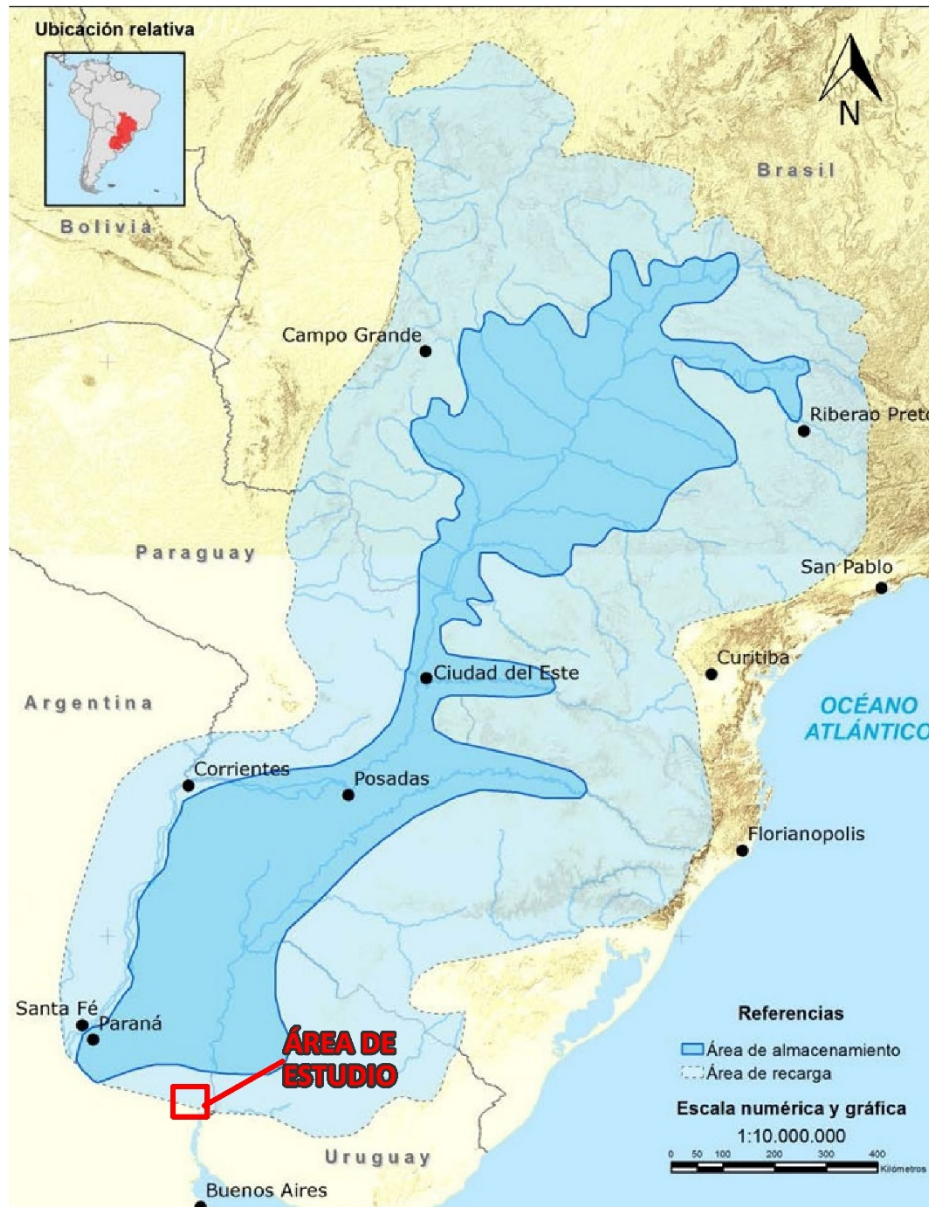 Ubicación relativa
N
Brasil
Bolivia
Campo Grande
Riberao Preto
Paraguay
San Pablo
Ciudad del Este
Curitiba
Argentina
OCÉANO
ATLÁNTICO
Corrientes
Posadas
Florianopolis
Santa Fé
Paraná
ÁREA DE
ESTUDIO
Referencias
Área de almacenamiento
Área de recarga
Escala numérica y gráfica
1:10.000.000
0 50 100 200 300 400
Kilómetros
Uruguay
Buenos Aires